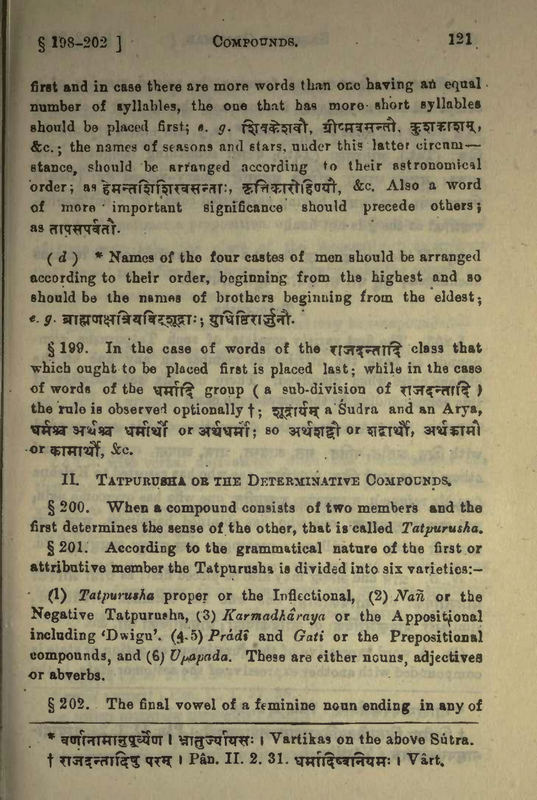 § 198-202 ] COMPOUNDS. 121
first and in case there are more words than one having an equal
number of syllables, the one that has more short syllables
should be placed first; e. g. शिवकेशवौ, ग्रीष्मवसन्तौ, कुशकाशम्,
&c.; the names of seasons and stars, under this latter circum—
stance, should be arranged according to their astronomical
order; as हेमन्तशिशिरवसन्ताः, कृत्तिकारोहिण्यौ, &c. Also a word
of more important significance should precede others;
as तापसपर्वतौ.
( d ) * Names of the four castes of men should be arranged
according to their order, beginning from the highest and so
should be the names of brothers beginning from the eldest;
e. g. ब्राह्मणक्षत्रियविट्शूद्राः; युधिष्ठिरार्जुनौ.
§ 199. In the case of words of the राजदन्तादि class that
which ought to be placed first is placed last; while in the case
of words of the धर्मादि group ( a sub-division of राजदन्तादि )
the rule is observed optionally †; शूद्रार्यम् a Śudra and an Arya,
धर्मश्च अर्थश्च धर्मार्थौ or अर्थधर्मौ; so अर्थशब्दौ or शब्दार्थौ, अर्थकामौ
or कामार्थौ, &c.
II. TATPURUSHA OR THE DETERMINATIVE COMPOUNDS.
§ 200. When a compound consists of two members and the
first determines the sense of the other, that is called Tatpurusha.
§ 201. According to the grammatical nature of the first or
attributive member the Tatpurusha is divided into six varieties:–
(1) Tatpurusha proper or the Inflectional, (2) Nañ or the
Negative Tatpurusha, (3) Karmadhâraya or the Appositional
including ‘Dwigu’. (4.5) Prâdî and Gati or the Prepositional
compounds, and (6) Upapada. These are either nouns, adjectives
or abverbs.
§ 202. The final vowel of a feminine noun ending in any of
* वर्णानामानुपूर्व्येण । भ्रातुर्ज्यायसः । Vartikas on the above Sútra.
† राजदन्तादिषु परम् । Pân. II. 2. 31. धर्मादिष्वनियमः । Vârt.